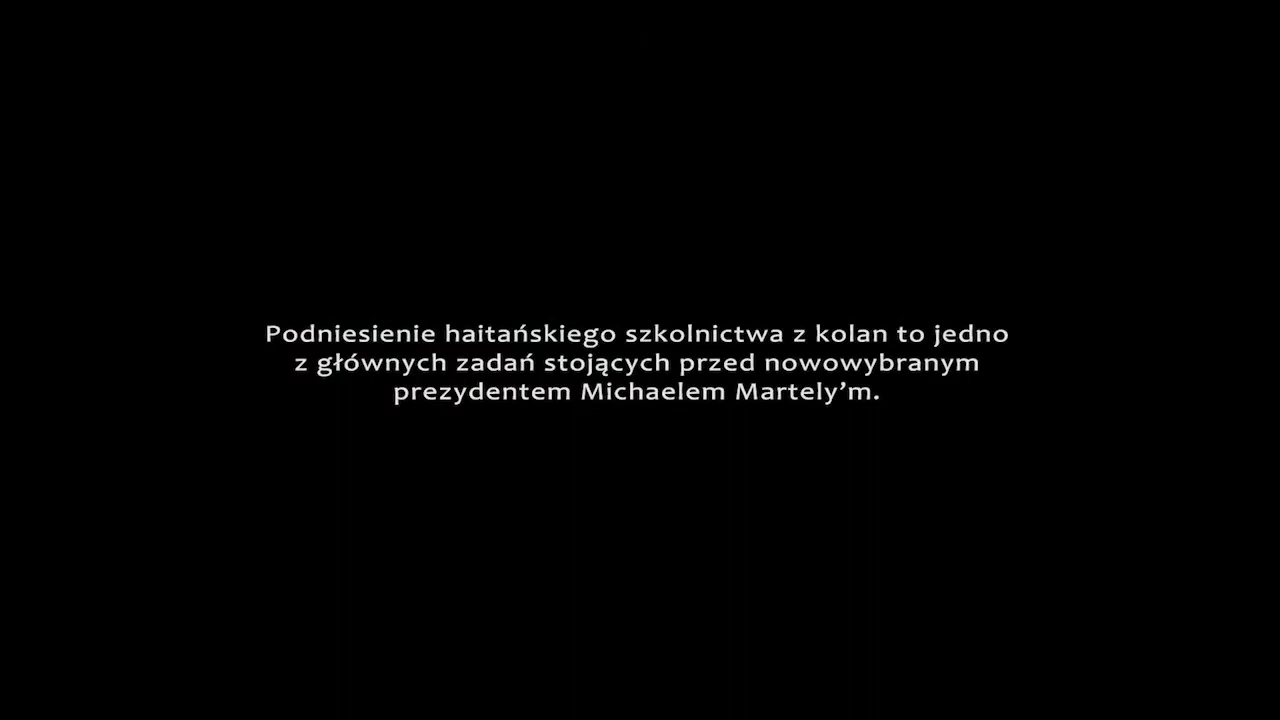 Podniesienie haitańskiego szkolnictwa z kolan to jedno
z głównych zadań stojących przed nowowybranym
prezydentem Michaelem Martely’m.